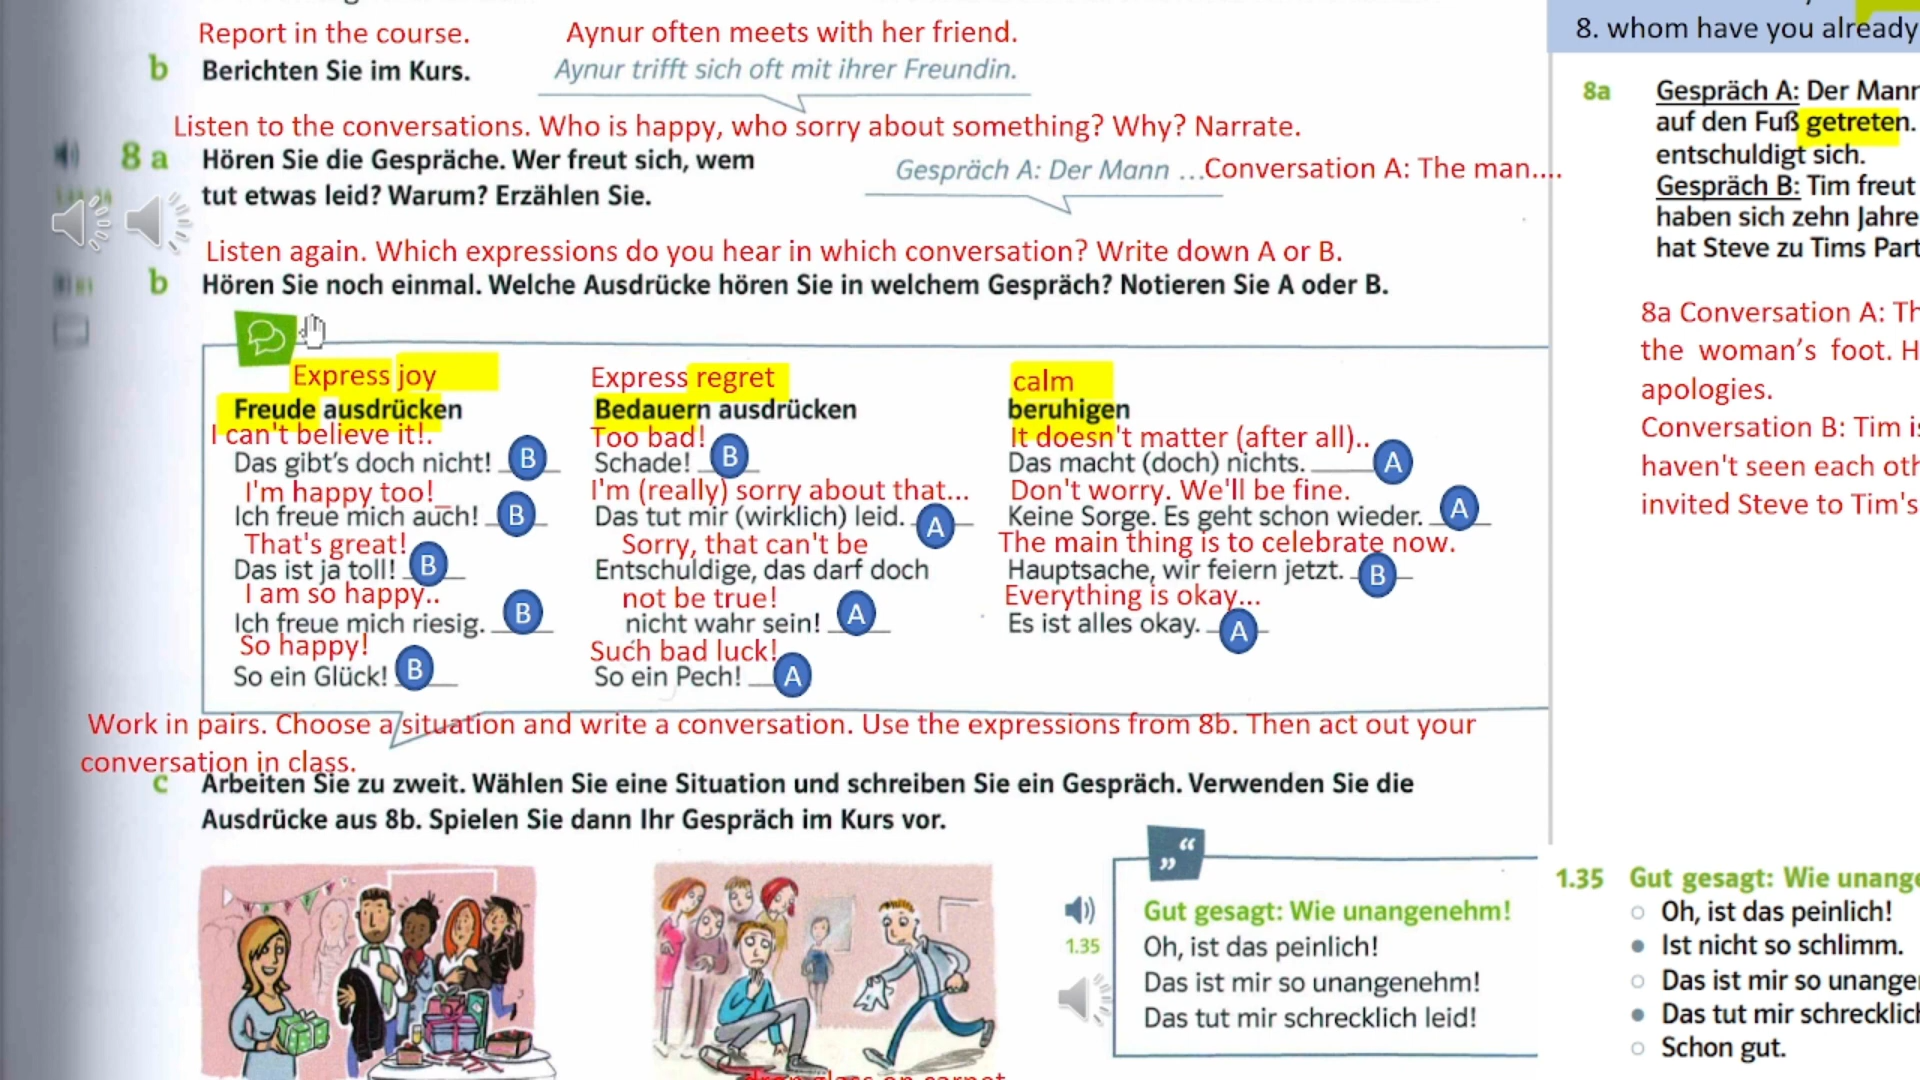 Report in the course.
Aynur often meets with her friend.
b Berichten Sie im Kurs.
Aynur trifft sich oft mit ihrer Freundin.
Listen to the conversations. Who is happy, who sorry about something? Why? Narrate.
8 a Hören Sie die Gespräche. Wer freut sich, wem
tut etwas leid? Warum? Erzählen Sie.
Gespräch A: Der Mann ...
Conversation A: The man....
Listen again. Which expressions do you hear in which conversation? Write down A or B.
b Hören Sie noch einmal. Welche Ausdrücke hören Sie in welchem Gespräch? Notieren Sie A oder B.
Express joy
Freude ausdrücken
I can't believe it!.
Das gibt's doch nicht! B
I'm happy too!
Ich freue mich auch! B
That's great!
Das ist ja toll! B
I am so happy..
Ich freue mich riesig. B
So happy!
So ein Glück! B
Express regret
Bedauern ausdrücken
Too bad!
Schade! B
I'm (really) sorry about that...
Das tut mir (wirklich) leid. A
Sorry, that can't be
Entschuldige, das darf doch
not be true!
nicht wahr sein! A
Such bad luck!
So ein Pech! A
calm
beruhigen
It doesn't matter (after all)..
Das macht (doch) nichts. A
Don't worry. We'll be fine.
Keine Sorge. Es geht schon wieder. A
The main thing is to celebrate now.
Hauptsache, wir feiern jetzt. B
Everything is okay...
Es ist alles okay. A
Work in pairs. Choose a situation and write a conversation. Use the expressions from 8b. Then act out your
conversation in class.
c Arbeiten Sie zu zweit. Wählen Sie eine Situation und schreiben Sie ein Gespräch. Verwenden Sie die
Ausdrücke aus 8b. Spielen Sie dann Ihr Gespräch im Kurs vor.
„ “
Gut gesagt: Wie unangenehm!
1.35
Oh, ist das peinlich!
Das ist mir so unangenehm!
Das tut mir schrecklich leid!
8. whom have you already
8a Gespräch A: Der Mann
auf den Fuß getreten.
entschuldigt sich.
Gespräch B: Tim freut
haben sich zehn Jahre
hat Steve zu Tims Part
8a Conversation A: Th
the woman's foot. H
apologies.
Conversation B: Tim is
haven't seen each oth
invited Steve to Tim's
1.35 Gut gesagt: Wie unange
Oh, ist das peinlich!
Ist nicht so schlimm.
Das ist mir so unange
Das tut mir schrecklich
Schon gut.